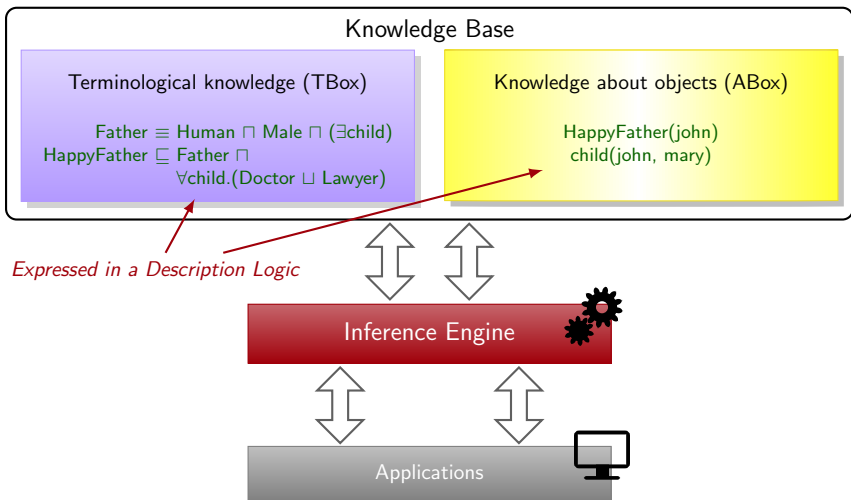 Knowledge Base
Terminological knowledge (TBox)
Father ≡ Human ⊓ Male ⊓ (∃child)
HappyFather ⊑ Father ⊓
∀child.(Doctor ⊔ Lawyer)
Knowledge about objects (ABox)
HappyFather(john)
child(john, mary)
Expressed in a Description Logic
Inference Engine
Applications